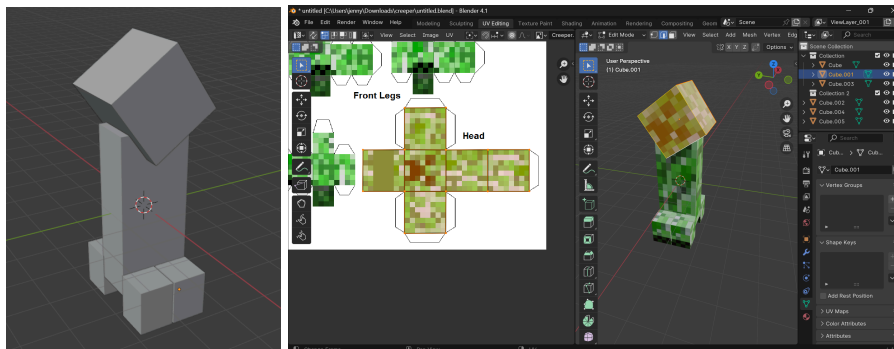 * untitled [C:\Users\jenny\Downloads\creeper\untitled.blend] - Blender 4.1
File Edit Render Window Help Modeling Sculpting UV Editing Texture Paint Shading Animation Rendering Compositing Scene ViewLayer_001
View Select Image UV Creeper. Edit Mode View Select Add Mesh Vertex
X Y Z Options
User Perspective
(1) Cube.001
Front Legs
Head
Scene Collection
Collection
Cube
Cube.001
Cube.003
Collection 2
Cube.002
Cube.004
Cube.005
Search
Cub... Cube...
Cube.001
Vertex Groups
Shape Keys
Add Rest Position
UV Maps
Color Attributes
Attributes